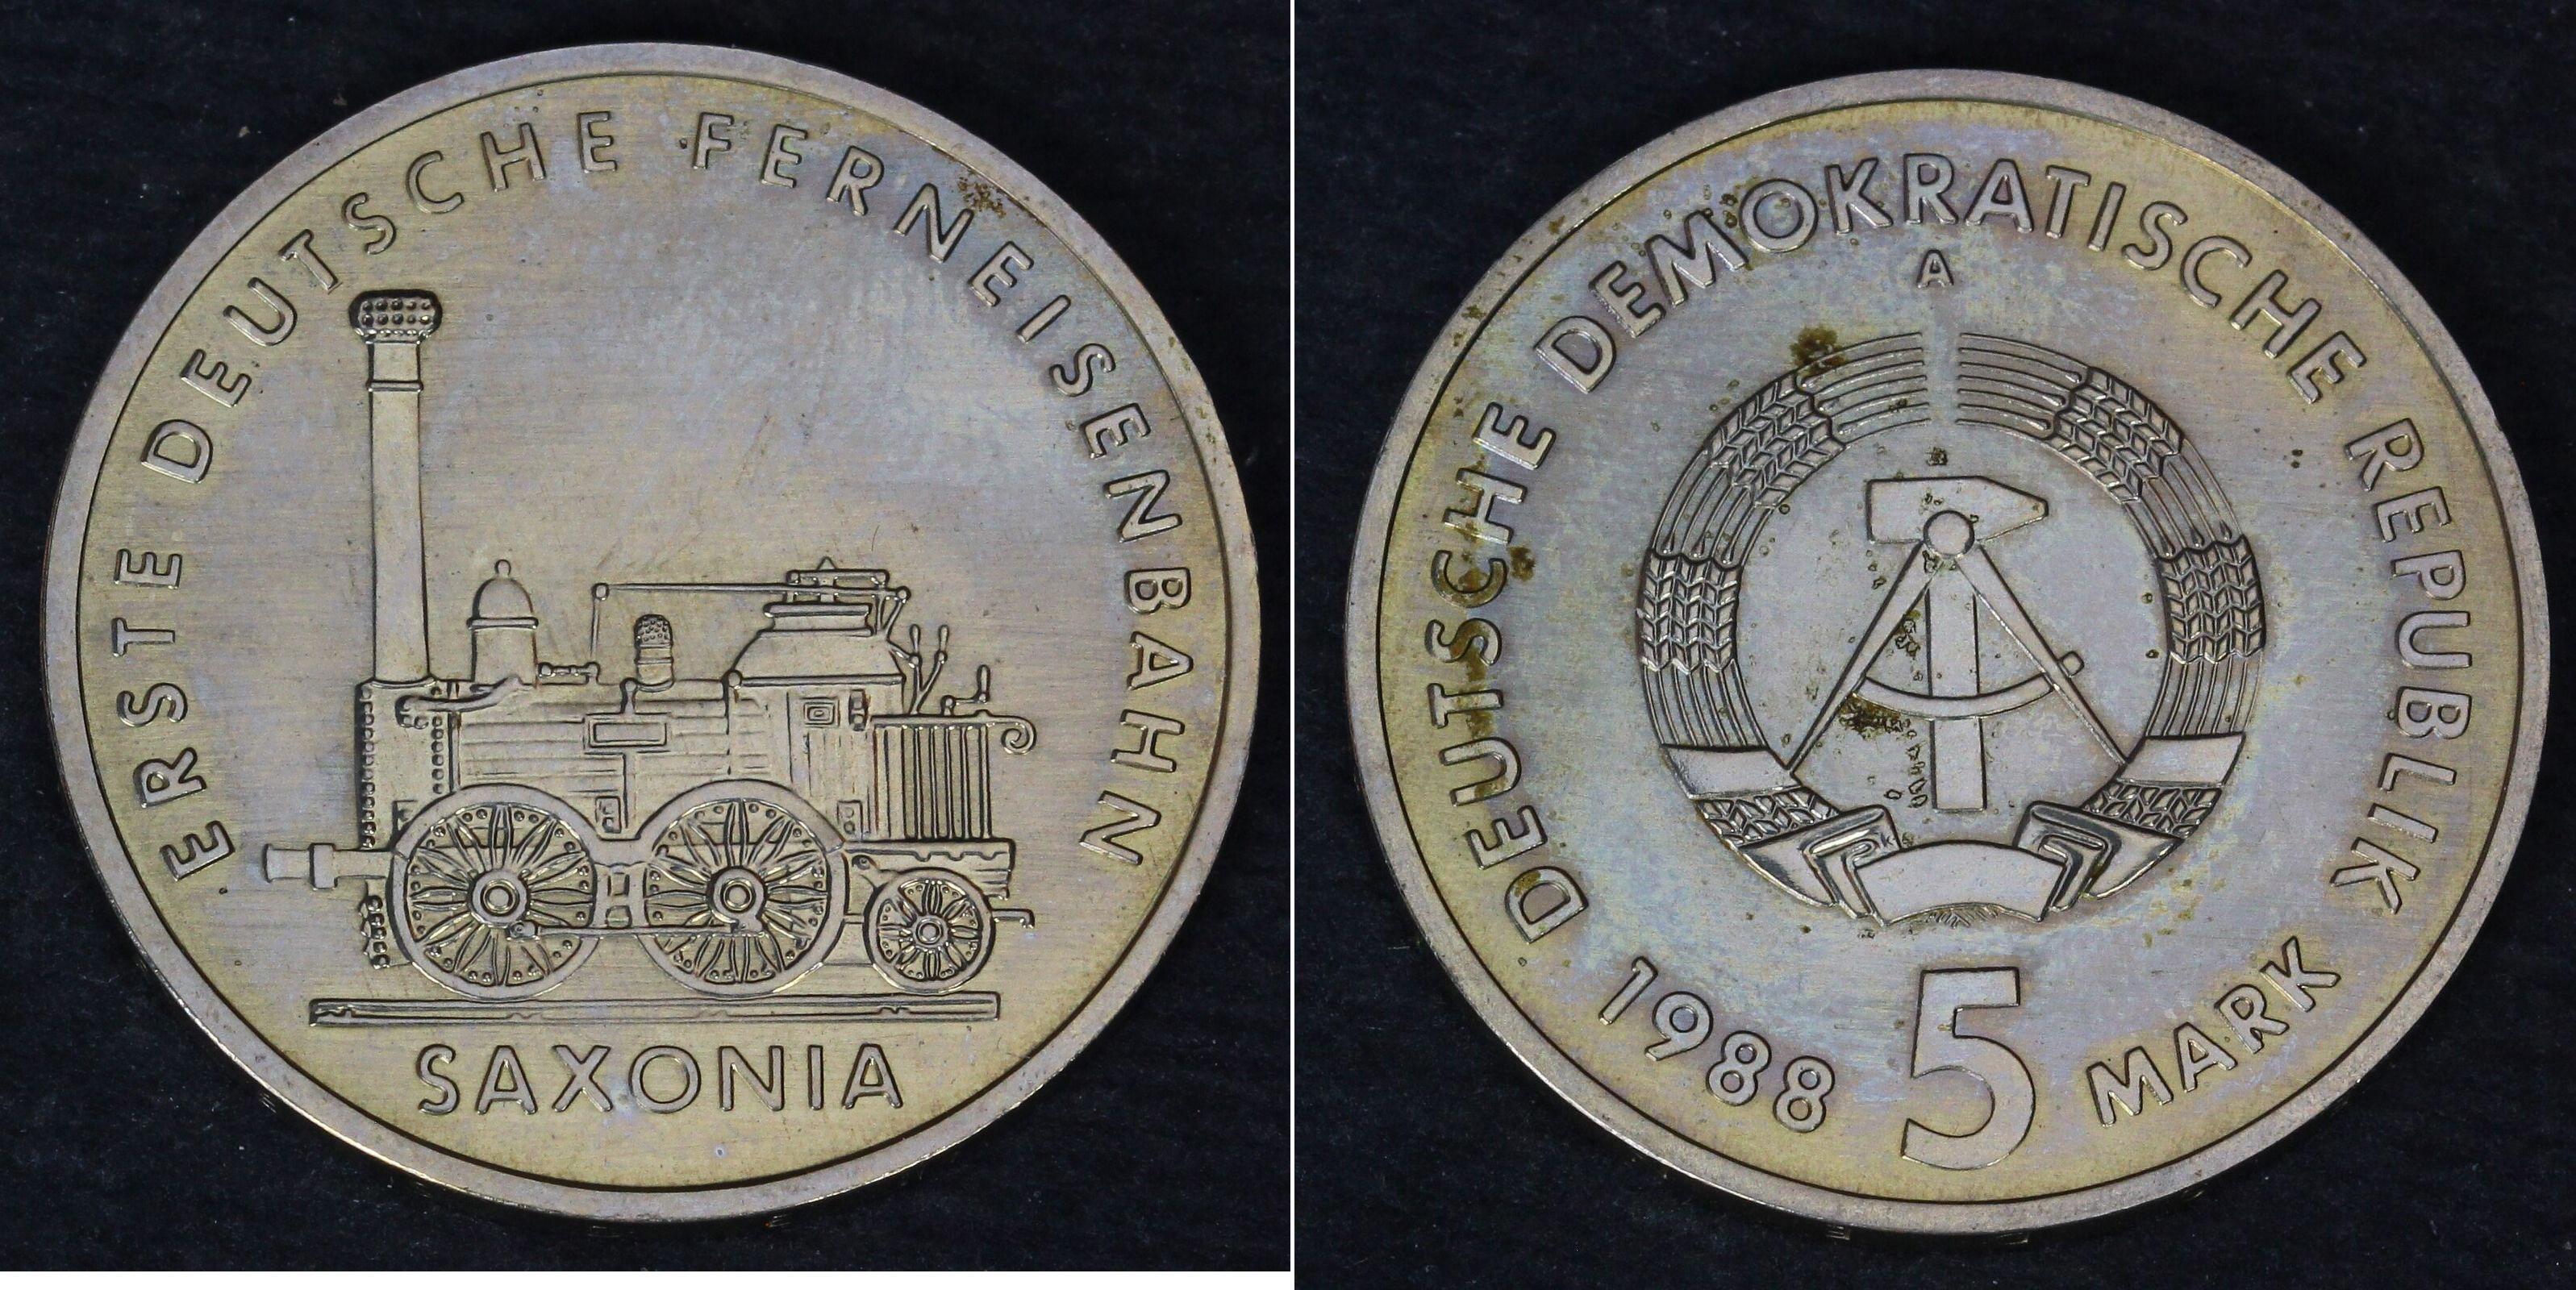 ERSTE DEUTSCHE FERNEISENBAHN
SAXONIA
DEUTSCHE DEMOKRATISCHE REPUBLIK
A
1988 5 MARK